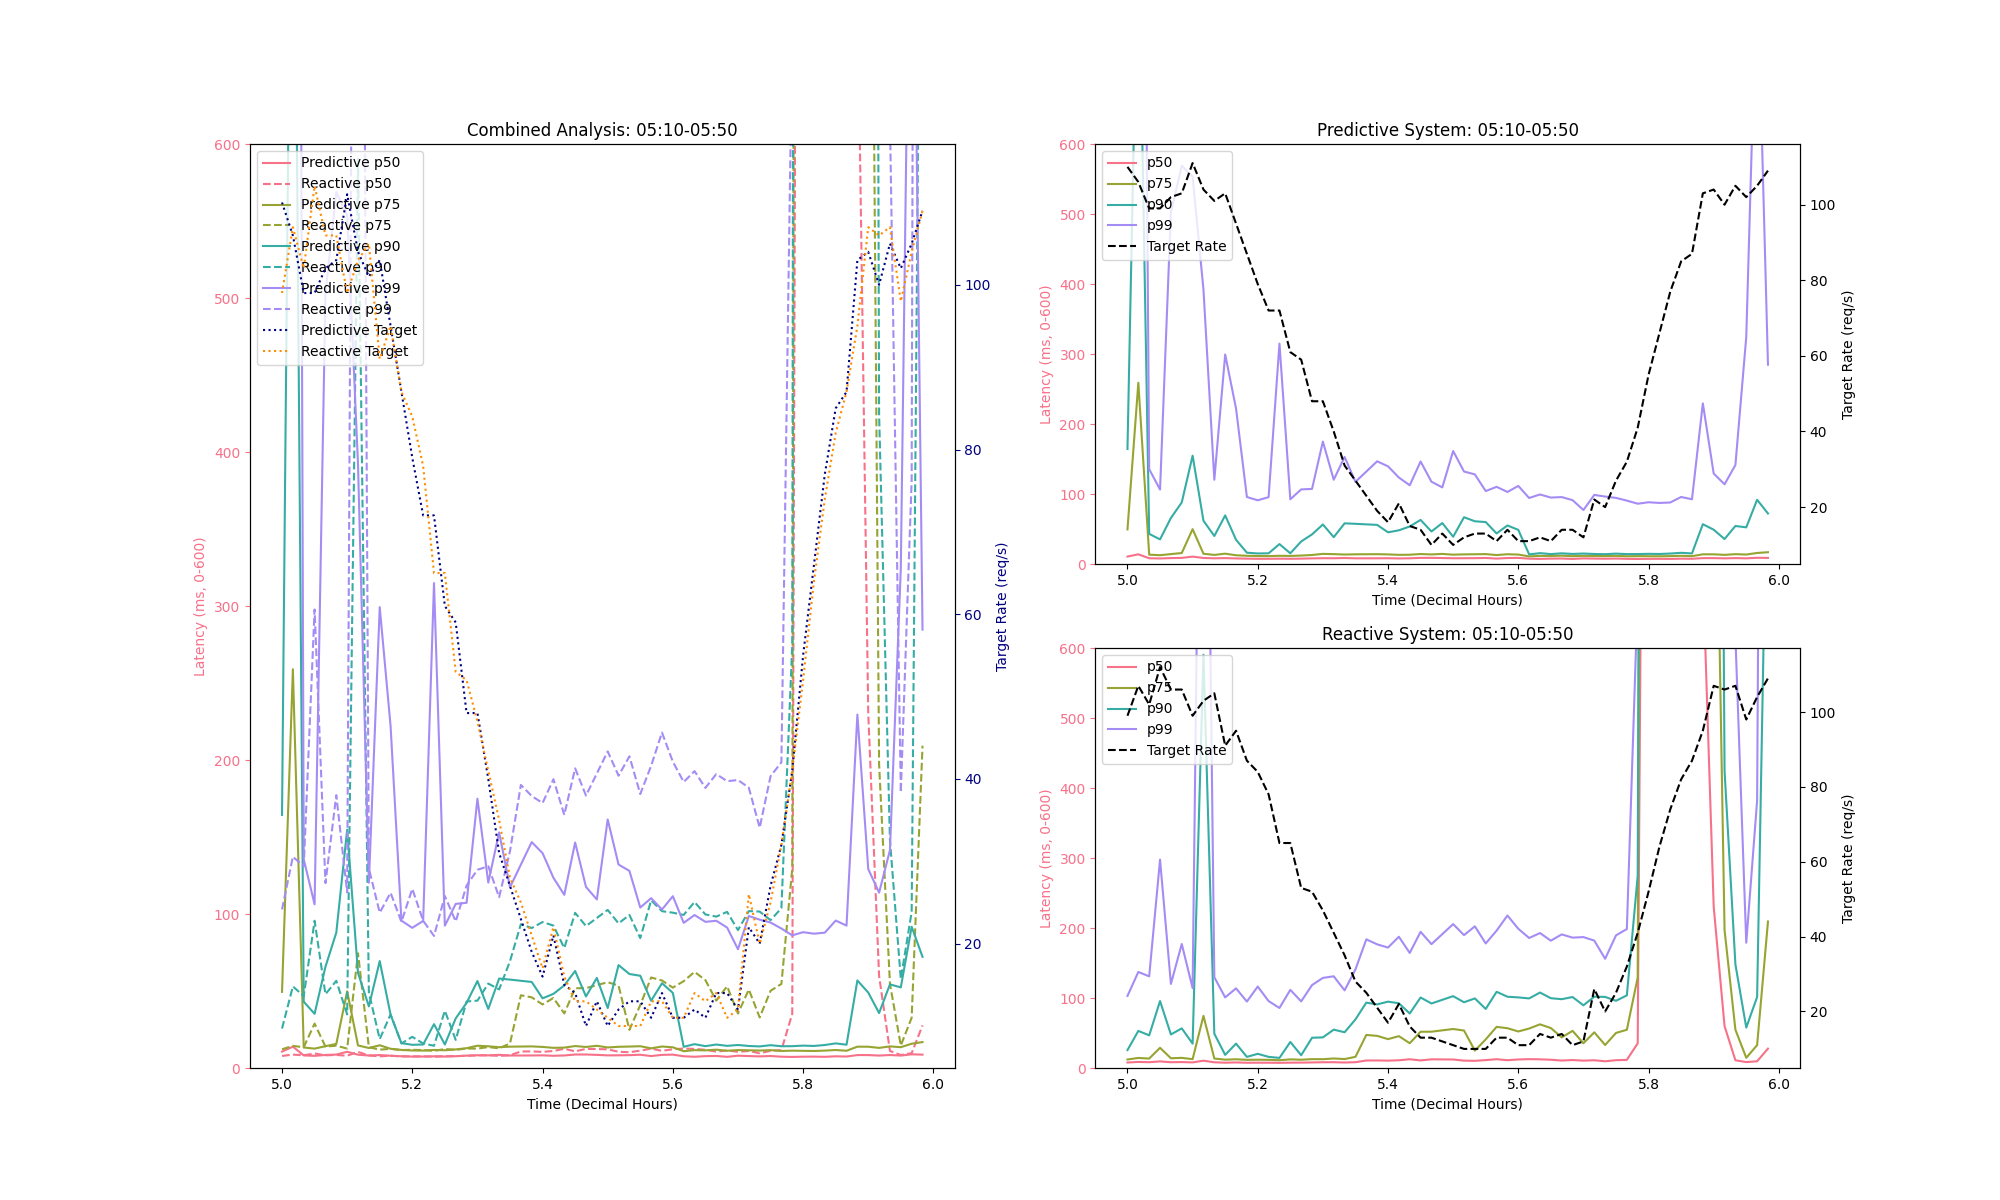 Combined Analysis: 05:10-05:50
600
500
400
300
200
100
0
Latency (ms, 0-600)
Predictive p50
Reactive p50
Predictive p75
Reactive p75
Predictive p90
Reactive p90
Predictive p99
Reactive p99
Predictive Target
Reactive Target
100
80
60
40
20
Target Rate (req/s)
5.0 5.2 5.4 5.6 5.8 6.0
Time (Decimal Hours)
Predictive System: 05:10-05:50
600
500
400
300
200
100
0
Latency (ms, 0-600)
p50
p75
p90
p99
Target Rate
100
80
60
40
20
Target Rate (req/s)
5.0 5.2 5.4 5.6 5.8 6.0
Time (Decimal Hours)
Reactive System: 05:10-05:50
600
500
400
300
200
100
0
Latency (ms, 0-600)
p50
p75
p90
p99
Target Rate
100
80
60
40
20
Target Rate (req/s)
5.0 5.2 5.4 5.6 5.8 6.0
Time (Decimal Hours)